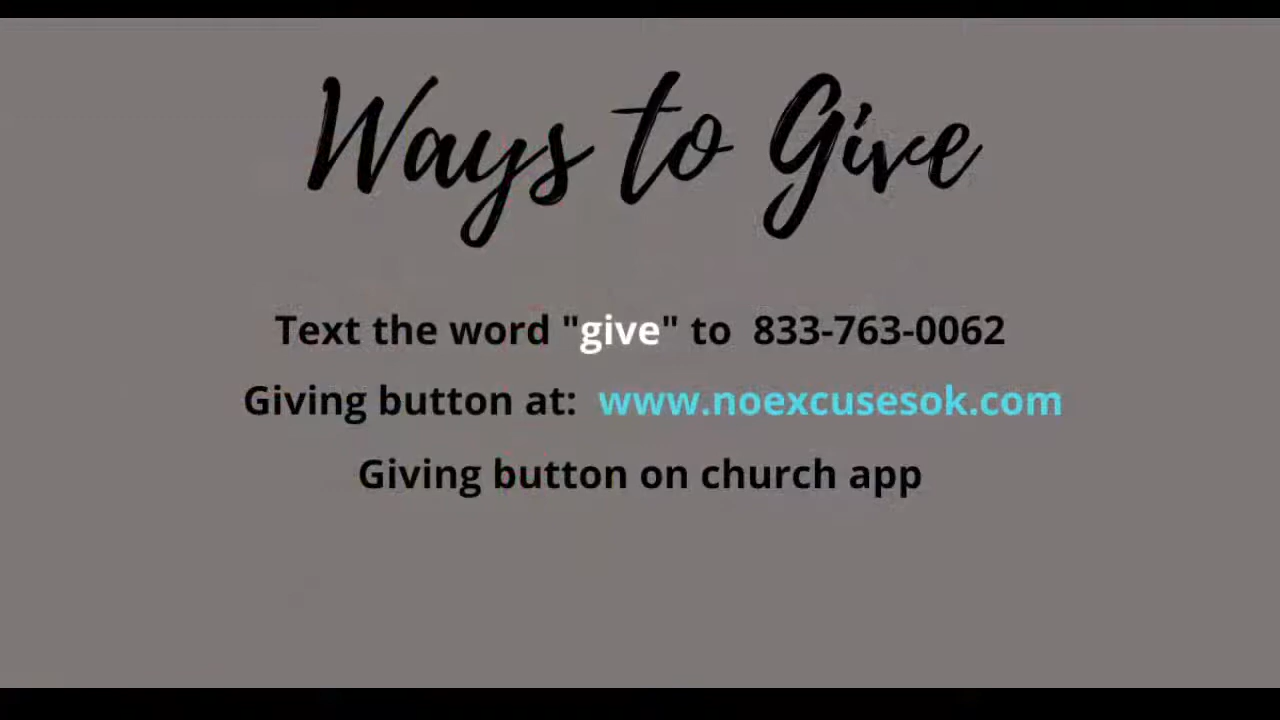 Ways to Give
Text the word "give" to 833-763-0062
Giving button at: www.noexcusesok.com
Giving button on church app